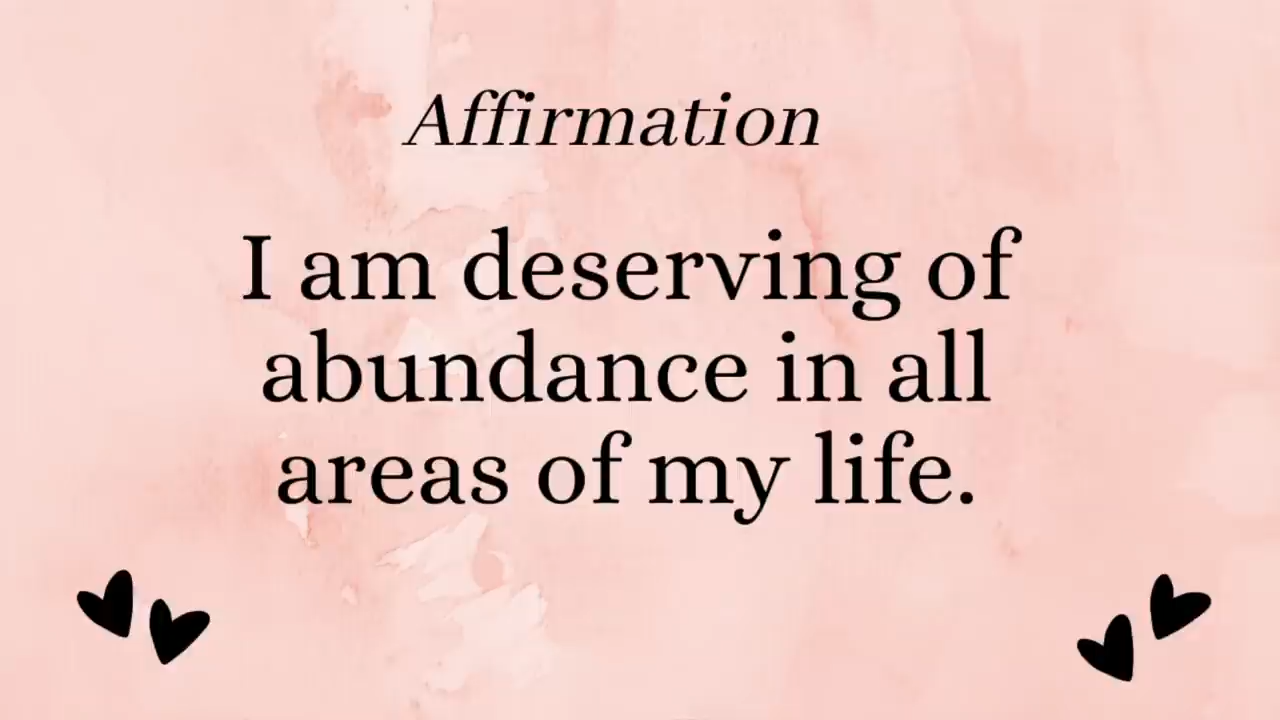 Affirmation
I am deserving of
abundance in all
areas of my life.